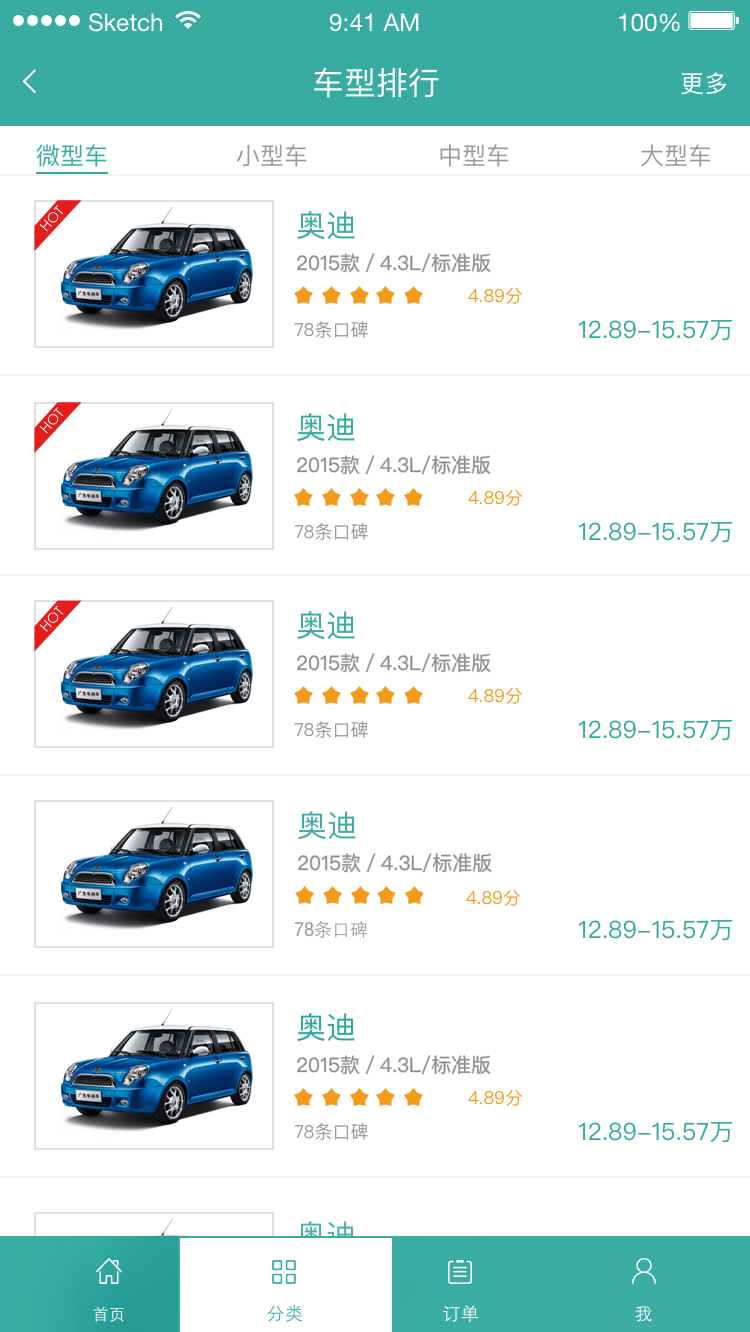 Sketch 9:41 AM 100%
车型排行 更多
微型车 小型车 中型车 大型车
HOT
奥迪
2015款 / 4.3L/标准版
4.89分
78条口碑 12.89-15.57万
HOT
奥迪
2015款 / 4.3L/标准版
4.89分
78条口碑 12.89-15.57万
HOT
奥迪
2015款 / 4.3L/标准版
4.89分
78条口碑 12.89-15.57万
奥迪
2015款 / 4.3L/标准版
4.89分
78条口碑 12.89-15.57万
奥迪
2015款 / 4.3L/标准版
4.89分
78条口碑 12.89-15.57万
奥迪
首页 分类 订单 我